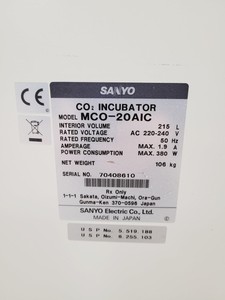 SANYO
CO₂ INCUBATOR
MODEL MCO-20AIC
INTERIOR VOLUME 215 L
RATED VOLTAGE AC 220-240 V
RATED FREQUENCY 50 Hz
AMPERAGE MAX. 1.9 A
POWER CONSUMPTION MAX. 380 W
WEIGHT 106 kg
SERIAL NO. 70408610
Rx Only
1-1-1 Sakata, Oizumi-Machi, Ora-Gun
Gunma-Ken 370-0596 Japan
SANYO Electric Co., Ltd.
MADE IN JAPAN
USP No. 5.519.188
USP No. 6.255.103
CE